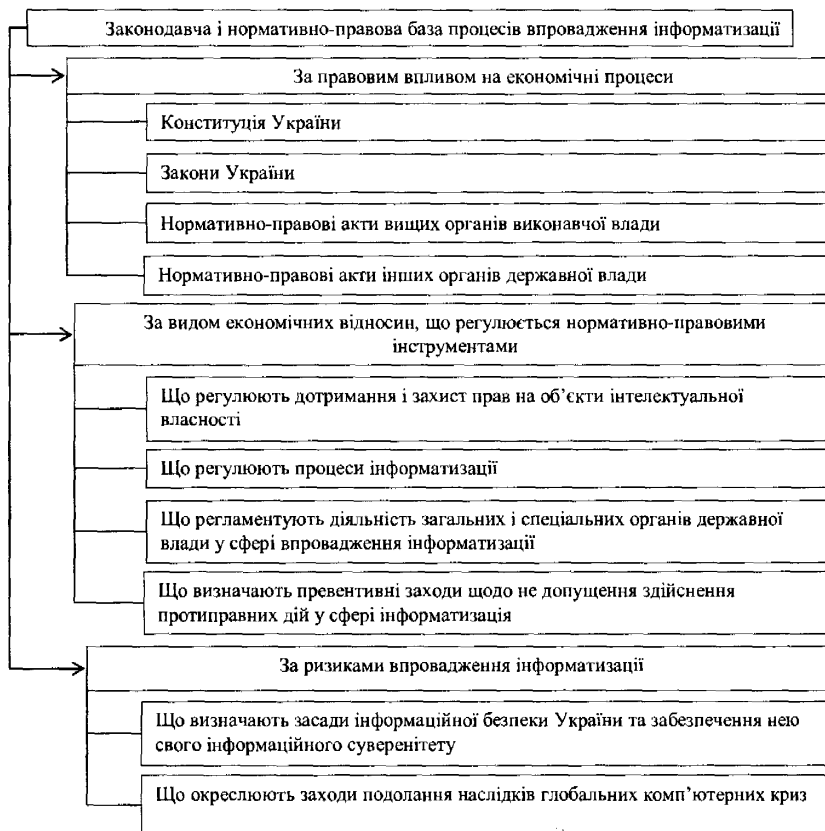 Законодавча і нормативно-правова база процесів впровадження інформатизації
За правовим впливом на економічні процеси
Конституція України
Закони України
Нормативно-правові акти вищих органів виконавчої влади
Нормативно-правові акти інших органів державної влади
За видом економічних відносин, що регулюється нормативно-правовими
інструментами
Що регулюють дотримання і захист прав на об’єкти інтелектуальної
власності
Що регулюють процеси інформатизації
Що регламентують діяльність загальних і спеціальних органів державної
влади у сфері впровадження інформатизації
Що визначають превентивні заходи щодо не допущення здійснення
протиправних дій у сфері інформатизація
За ризиками впровадження інформатизації
Що визначають засади інформаційної безпеки України та забезпечення нею
свого інформаційного суверенітету
Що окреслюють заходи подолання наслідків глобальних комп’ютерних криз